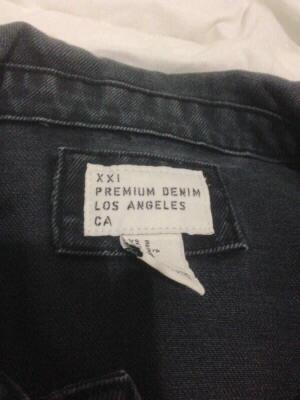 XXI
PREMIUM DENIM
LOS ANGELES
CA